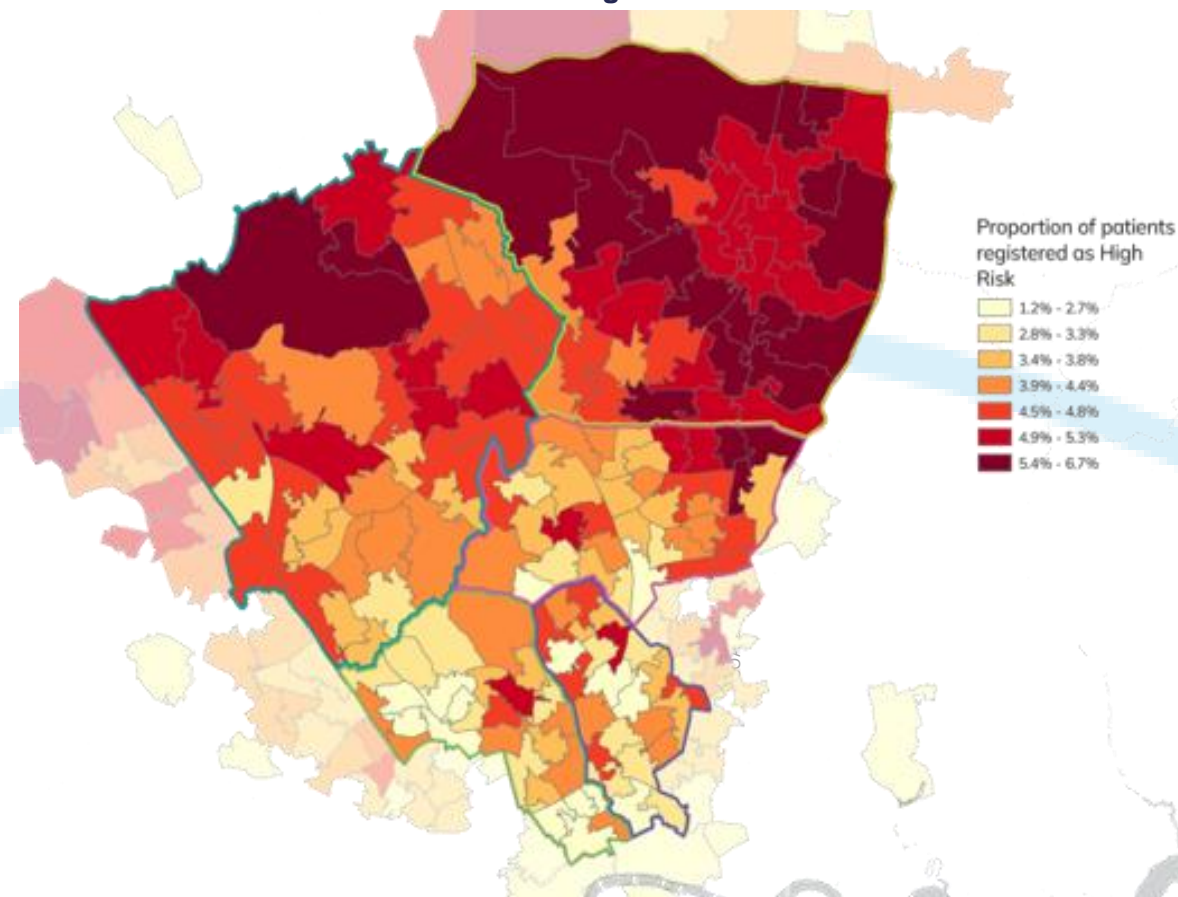 Proportion of patients
registered as High
Risk
1.2% - 2.7%
2.8% - 3.3%
3.4% - 3.8%
3.9% - 4.4%
4.5% - 4.8%
4.9% - 5.3%
5.4% - 6.7%